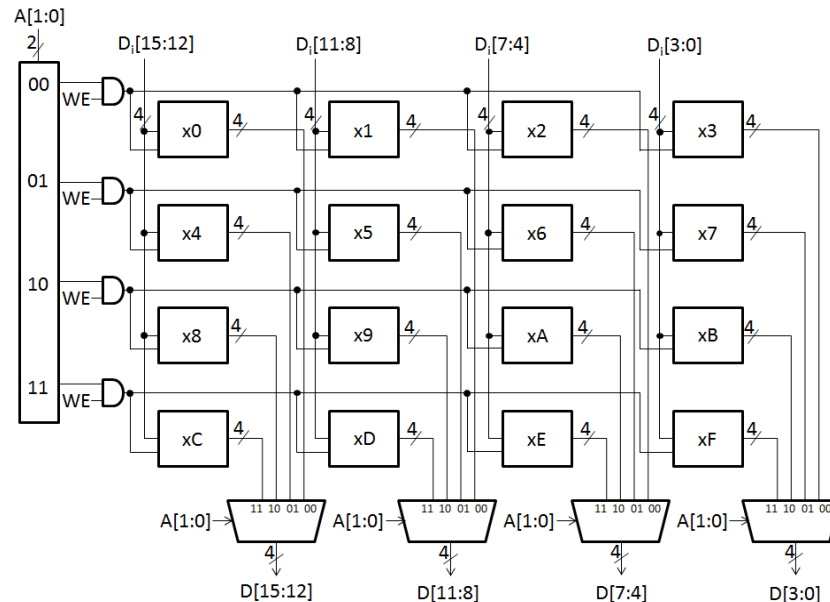 A[1:0]
2
Di[15:12] Di[11:8] Di[7:4] Di[3:0]
00
WE
4 x0 4 4 x1 4 4 x2 4 4 x3 4
01
WE
x4 4 x5 4 x6 4 x7 4
10
WE
x8 4 x9 4 xA 4 xB 4
11
WE
xC 4 xD 4 xE 4 xF 4
11 10 01 00 11 10 01 00 11 10 01 00 11 10 01 00
A[1:0] A[1:0] A[1:0] A[1:0]
4 4 4 4
D[15:12] D[11:8] D[7:4] D[3:0]